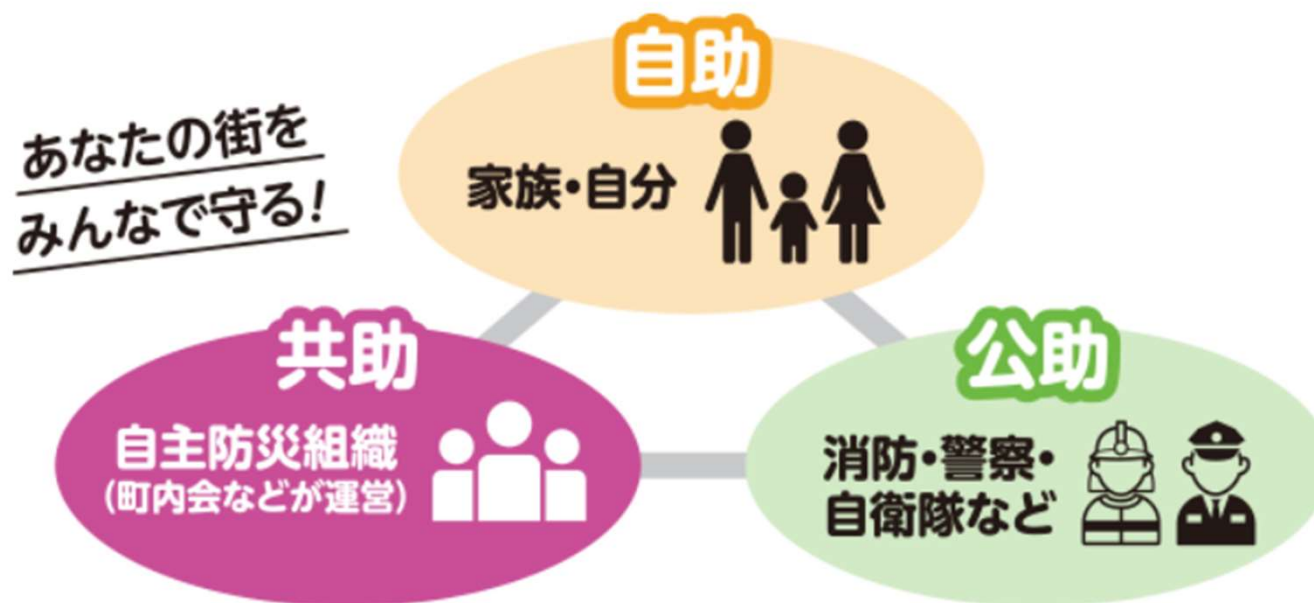 あなたの街を
みんなで守る!
自助
家族・自分
共助
自主防災組織
(町内会などが運営)
公助
消防・警察・
自衛隊など